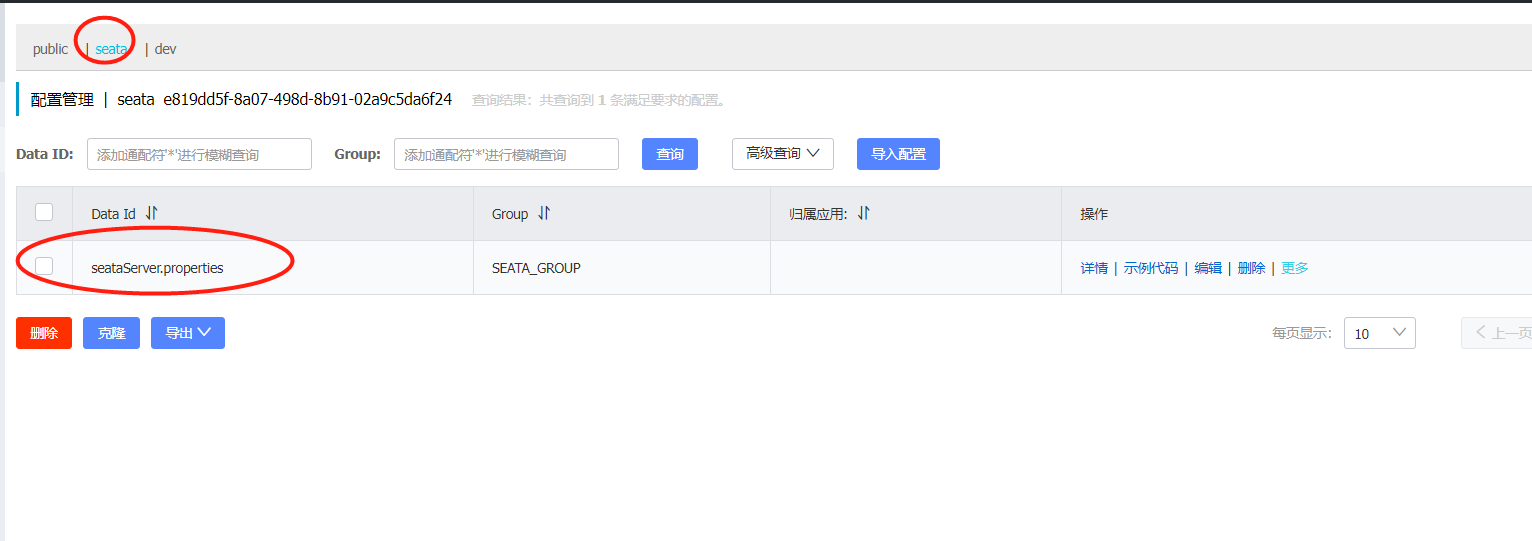 public | seata | dev
配置管理 | seata e819dd5f-8a07-498d-8b91-02a9c5da6f24 查询结果：共查询到 1 条满足要求的配置。
Data ID: 添加通配符'*'进行模糊查询 Group: 添加通配符'*'进行模糊查询 查询 高级查询 导入配置
Data Id Group 归属应用: 操作
seataServer.properties SEATA_GROUP 详情 | 示例代码 | 编辑 | 删除 | 更多
删除 克隆 导出 每页显示: 10 上一页